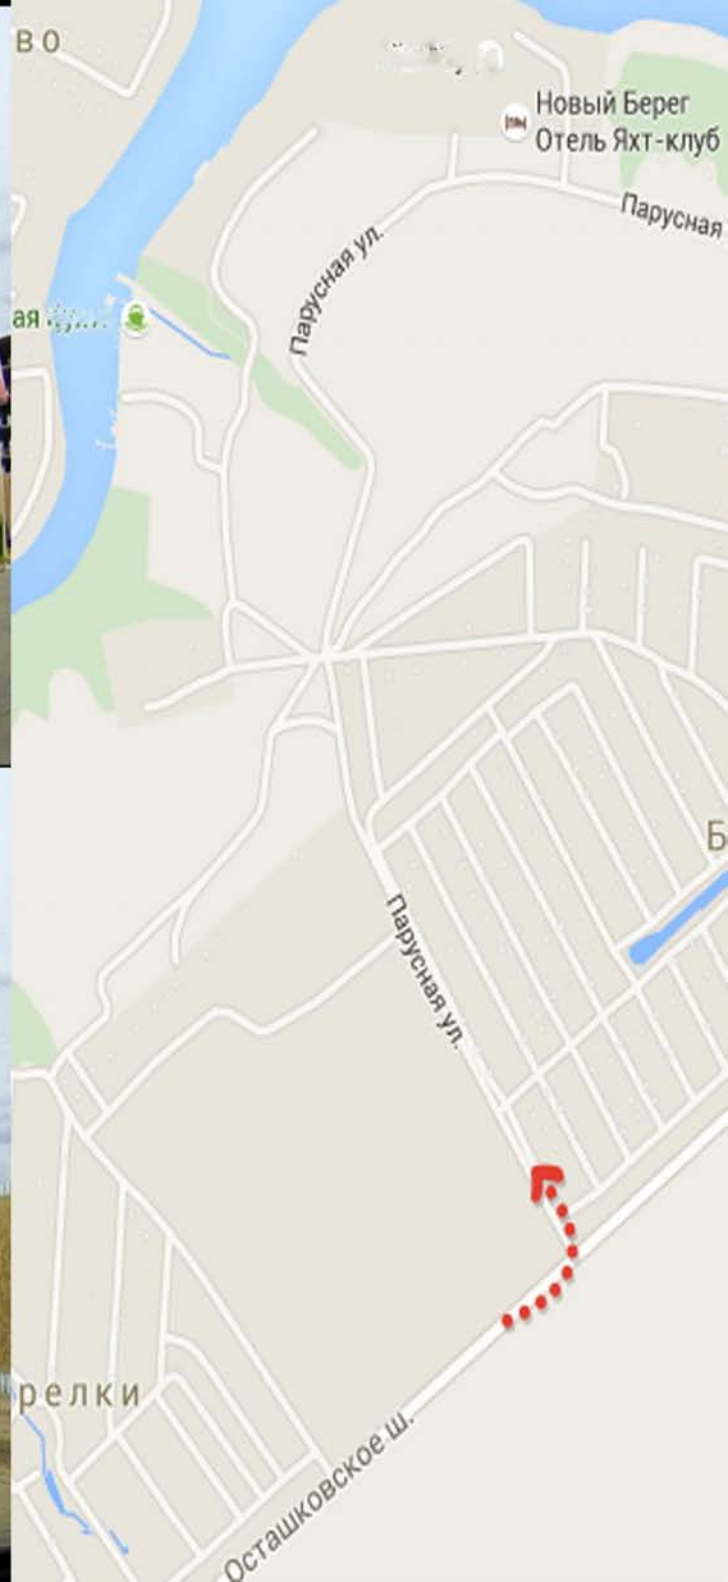 во
Новый Берег
Отель Яхт-клуб
Парусная
Парусная ул.
ая
Парусная ул.
Б
релки
Осташковское ш.